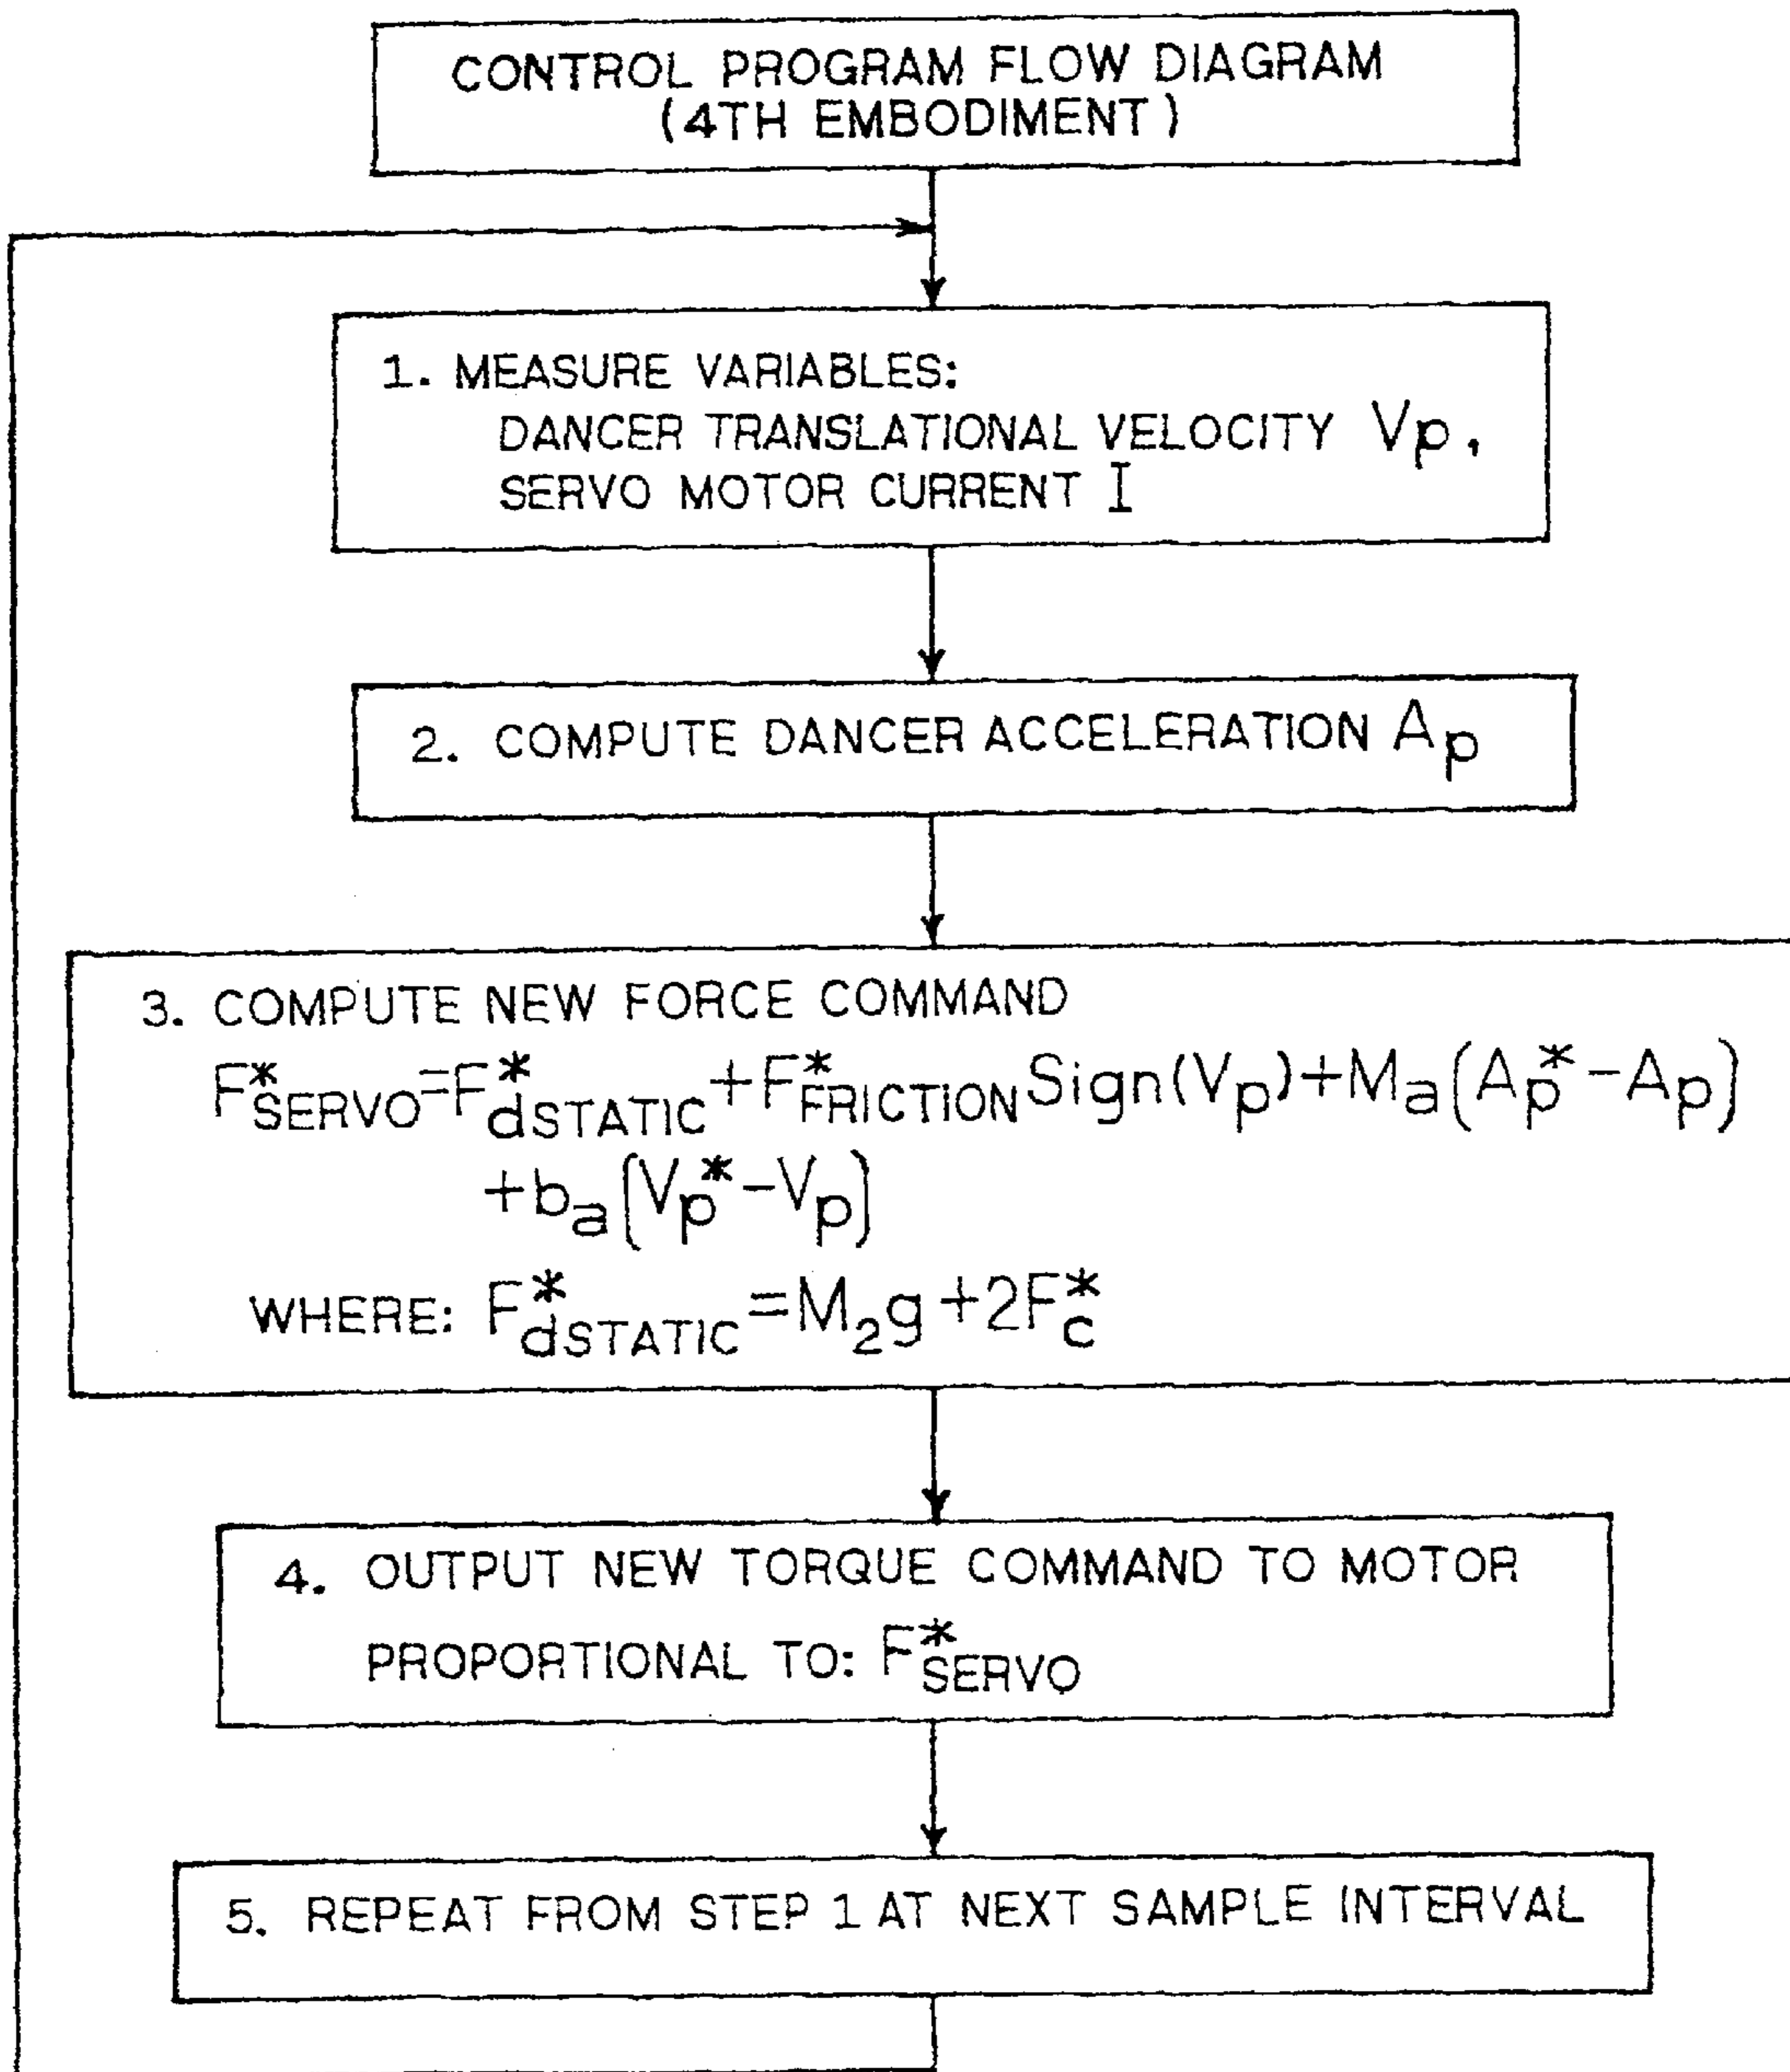 CONTROL PROGRAM FLOW DIAGRAM
(4TH EMBODIMENT)
1. MEASURE VARIABLES:
DANCER TRANSLATIONAL VELOCITY Vp,
SERVO MOTOR CURRENT I
2. COMPUTE DANCER ACCELERATION Ap
3. COMPUTE NEW FORCE COMMAND
F*SERVO=F*dSTATIC+F*FRICTIONSign(Vp)+Ma(Ap*-Ap)
+ba(Vp*-Vp)
WHERE: F*dSTATIC=M2g+2F*c
4. OUTPUT NEW TORQUE COMMAND TO MOTOR
PROPORTIONAL TO: F*SERVO
5. REPEAT FROM STEP 1 AT NEXT SAMPLE INTERVAL